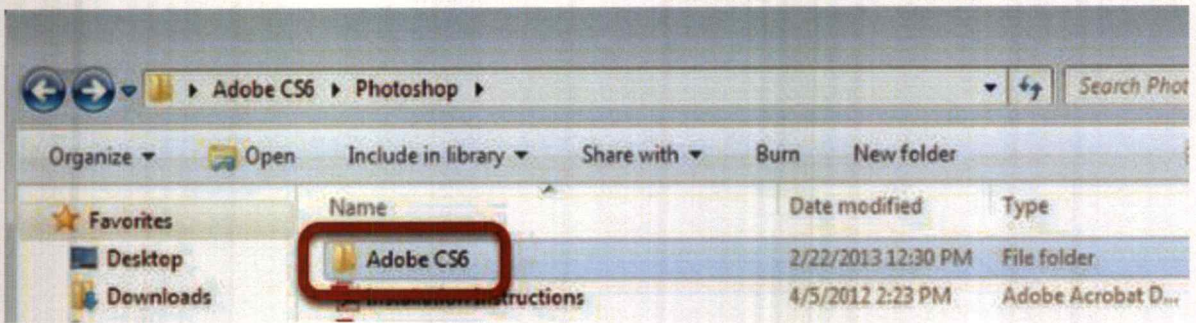 Adobe CS6 Photoshop Search Phot
Organize Open Include in library Share with Burn New folder
Favorites Name Date modified Type
Desktop Adobe CS6 2/22/2013 12:30 PM File folder
Downloads Installation Instructions 4/5/2012 2:23 PM Adobe Acrobat D...